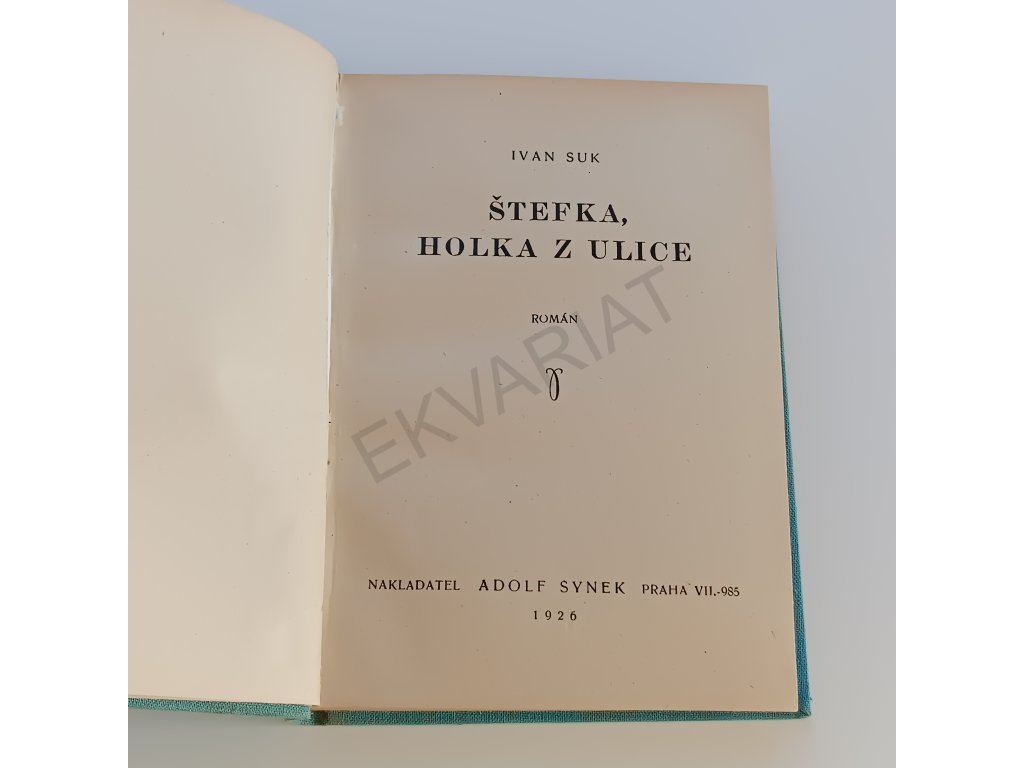 IVAN SUK
ŠTEFKA,
HOLKA Z ULICE
ROMÁN
EKVARIAT
NAKLADATEL ADOLF SYNEK PRAHA VII.-985
1926